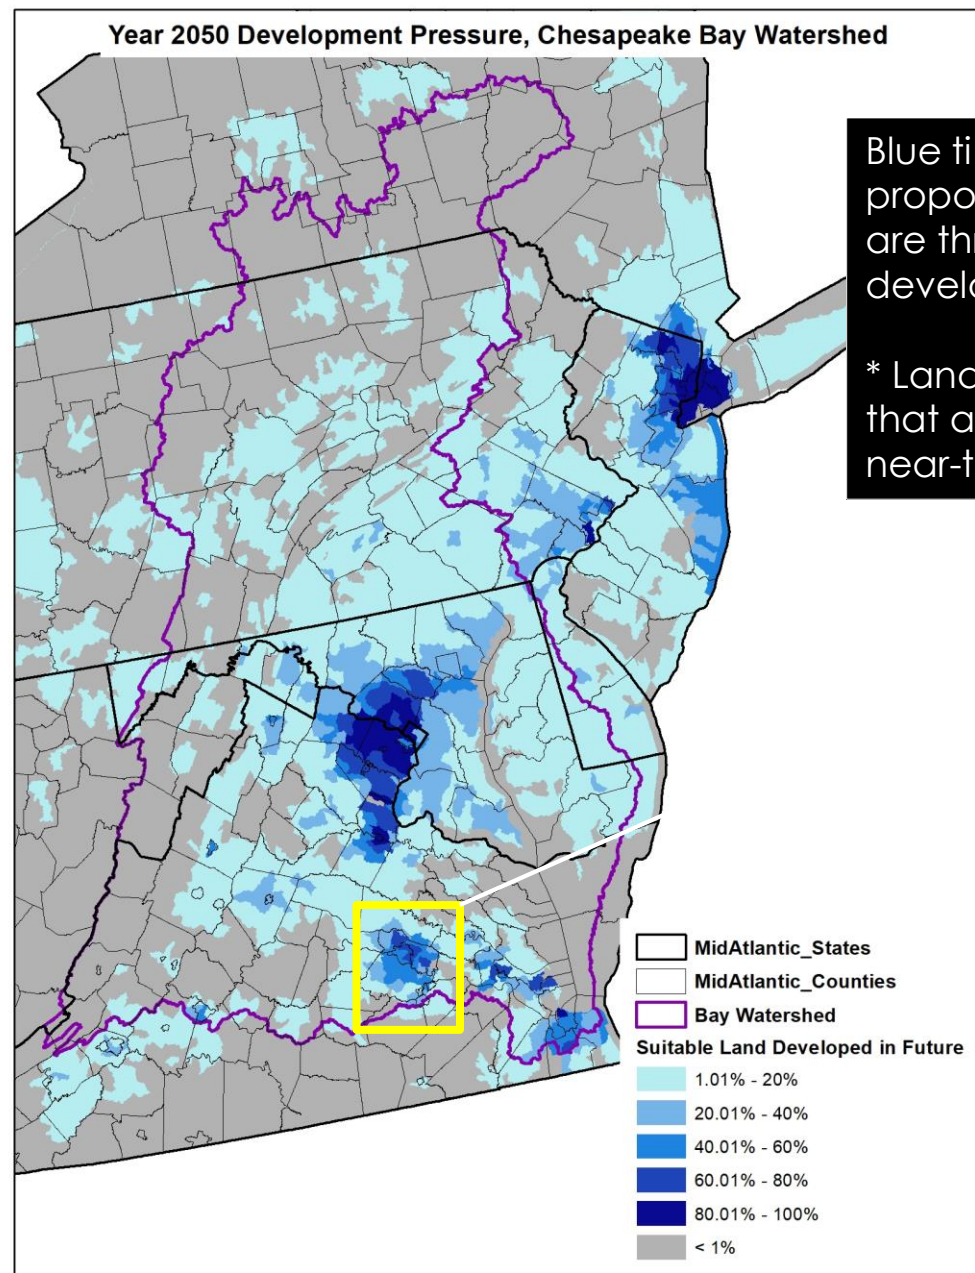 Year 2050 Development Pressure, Chesapeake Bay Watershed
Blue
propo
are
develo
* Land
that a
near-t
MidAtlantic_States
MidAtlantic_Counties
Bay Watershed
Suitable Land Developed in Future
1.01% - 20%
20.01% - 40%
40.01% - 60%
60.01% - 80%
80.01% - 100%
< 1%